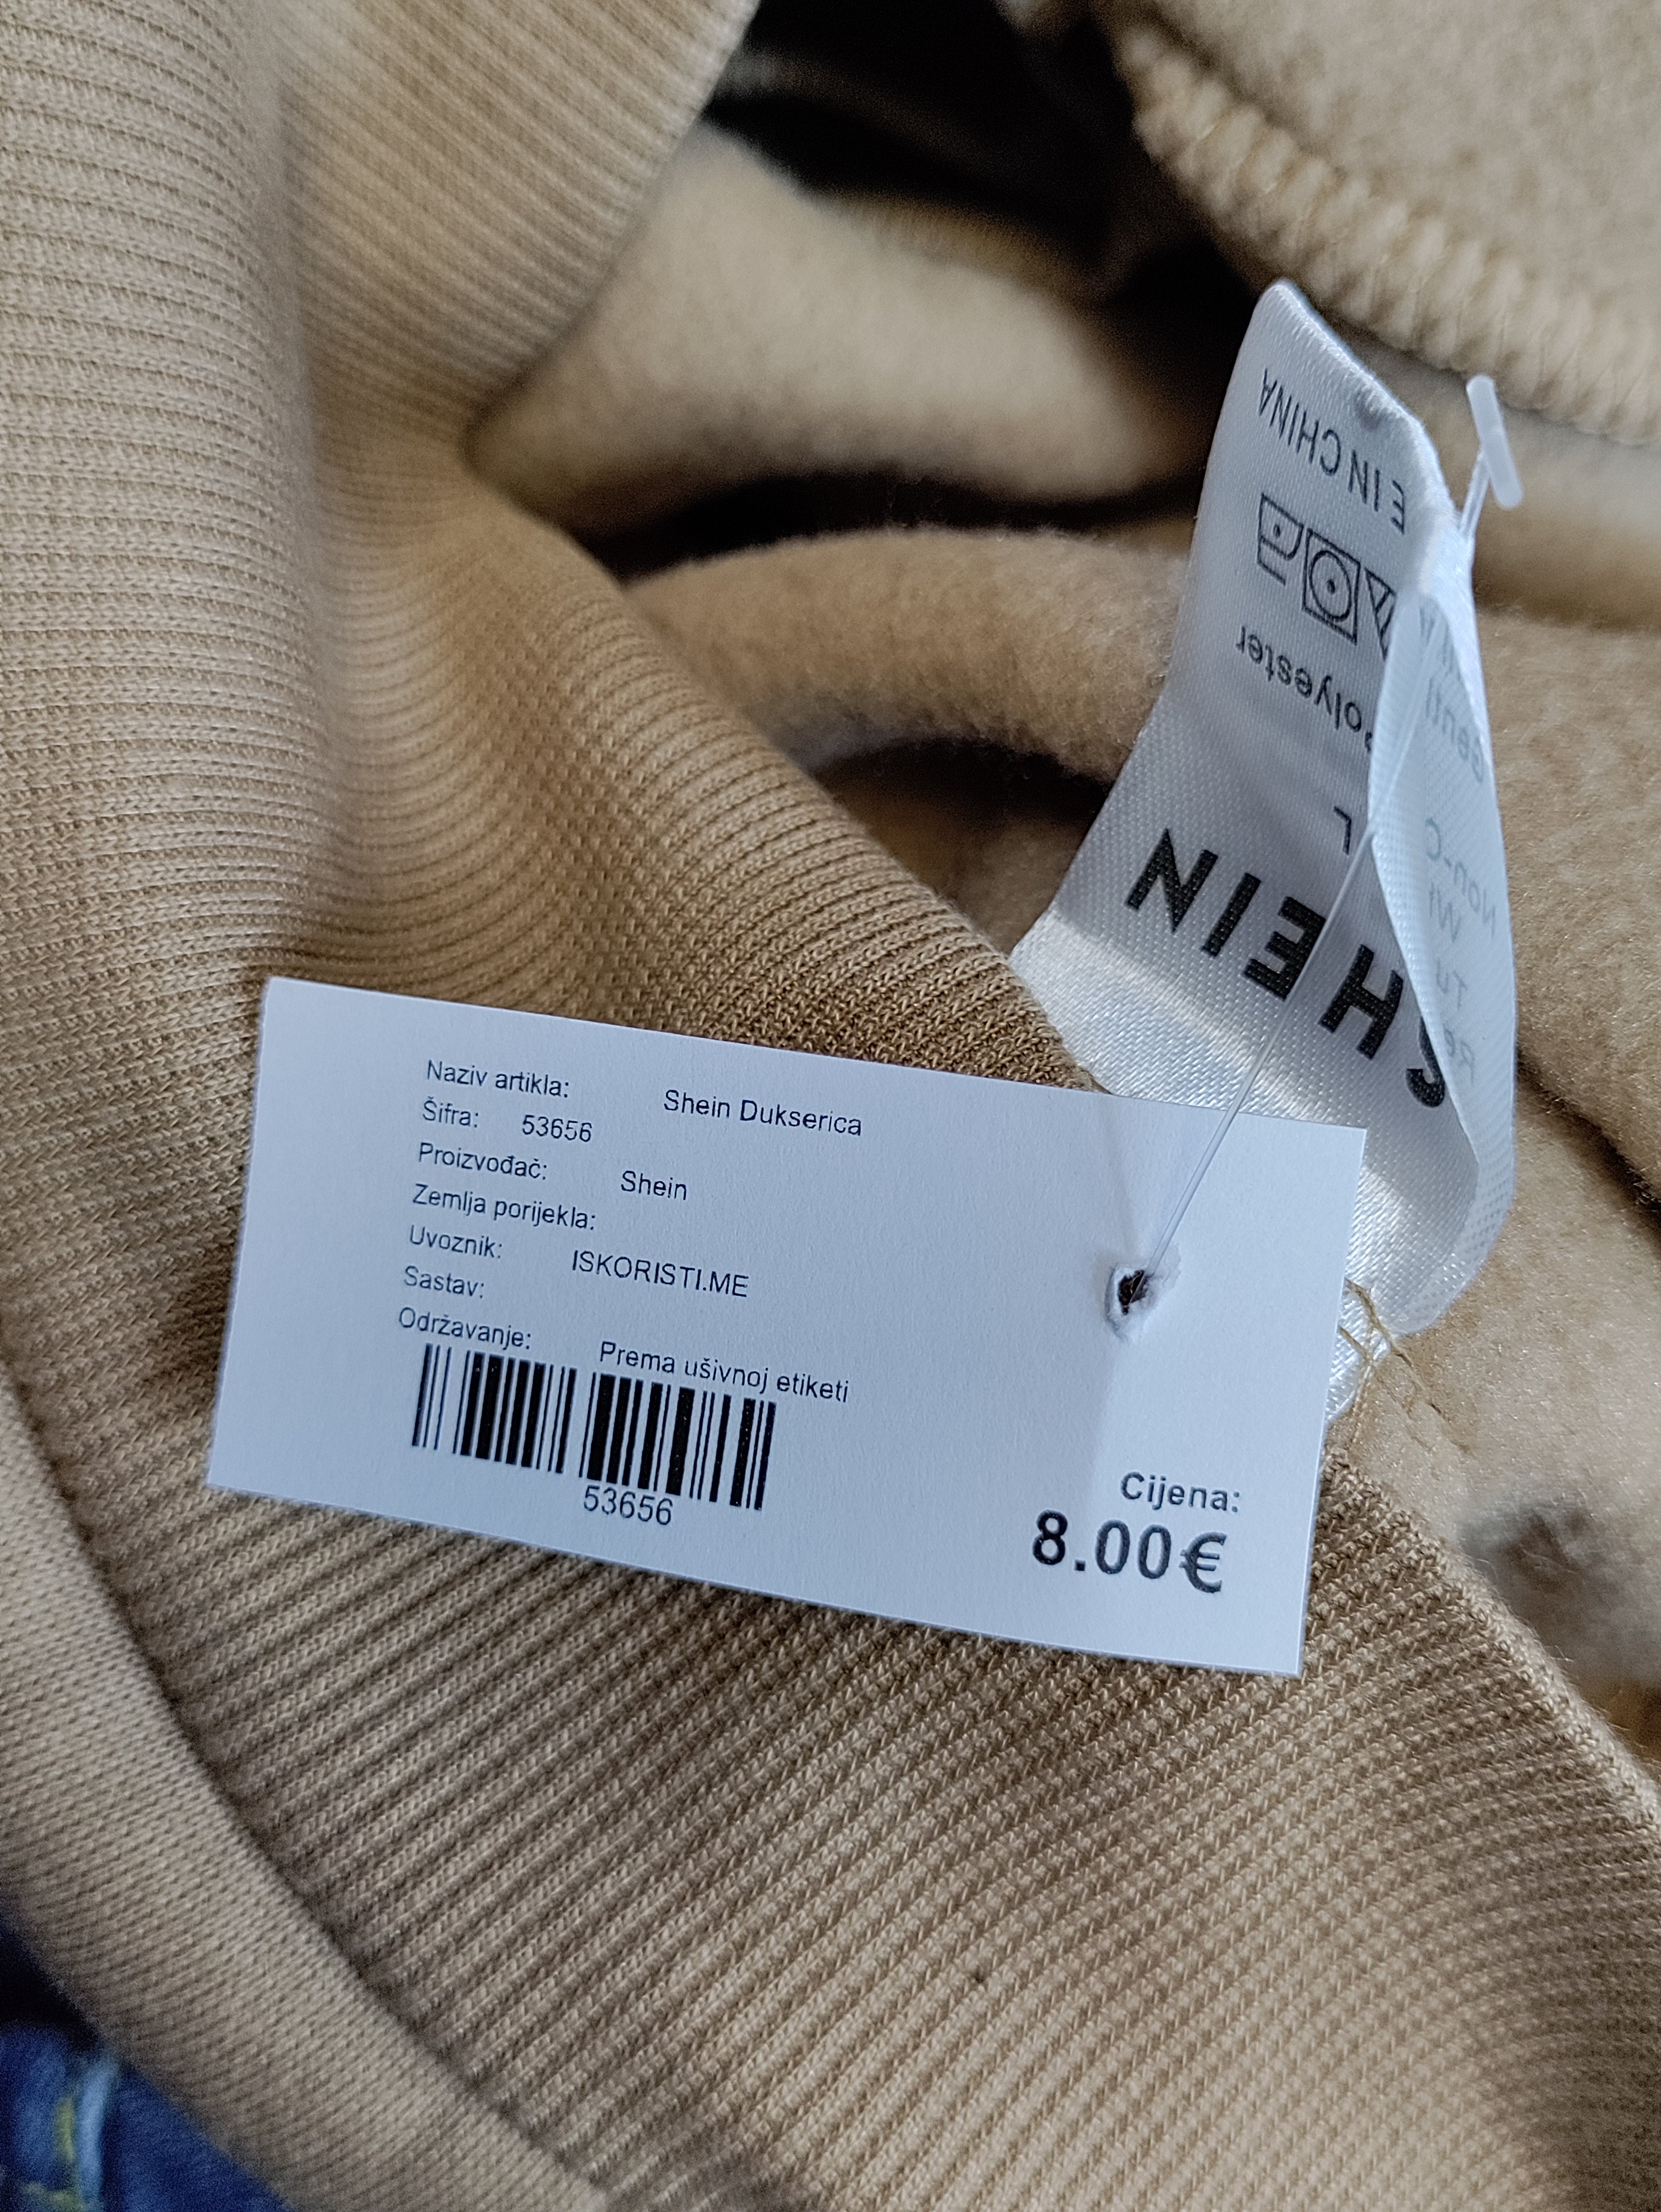 Naziv artikla: Shein Dukserica
Šifra: 53656
Proizvođač: Shein
Zemlja porijekla:
Uvoznik: ISKORISTI.ME
Sastav:
Održavanje: Prema ušivnoj etiketi
53656
Cijena:
8.00€
SHEIN
L
olyester
E IN CHINA